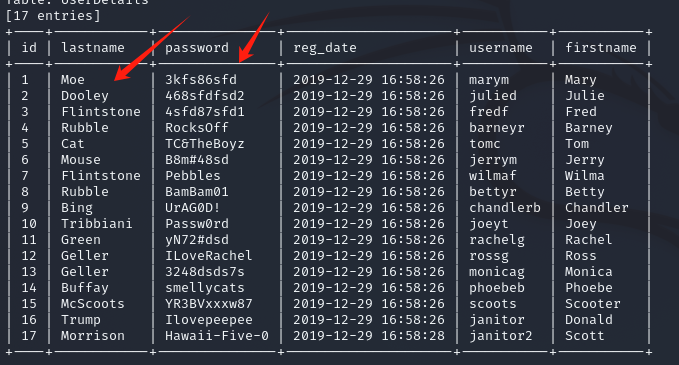 Table: UserDetails
[17 entries]
+----+------------+---------------+---------------------+-----------+-----------+
| id | lastname | password | reg_date | username | firstname |
+----+------------+---------------+---------------------+-----------+-----------+
| 1 | Moe | 3kfs86sfd | 2019-12-29 16:58:26 | marym | Mary |
| 2 | Dooley | 468sfdfsd2 | 2019-12-29 16:58:26 | julied | Julie |
| 3 | Flintstone | 4sfd87sfd1 | 2019-12-29 16:58:26 | fredf | Fred |
| 4 | Rubble | RocksOff | 2019-12-29 16:58:26 | barneyr | Barney |
| 5 | Cat | TC&TheBoyz | 2019-12-29 16:58:26 | tomc | Tom |
| 6 | Mouse | B8m#48sd | 2019-12-29 16:58:26 | jerrym | Jerry |
| 7 | Flintstone | Pebbles | 2019-12-29 16:58:26 | wilmaf | Wilma |
| 8 | Rubble | BamBam01 | 2019-12-29 16:58:26 | bettyr | Betty |
| 9 | Bing | UrAG0D! | 2019-12-29 16:58:26 | chandlerb | Chandler |
| 10 | Tribbiani | Passw0rd | 2019-12-29 16:58:26 | joeyt | Joey |
| 11 | Green | yN72#dsd | 2019-12-29 16:58:26 | rachelg | Rachel |
| 12 | Geller | ILoveRachel | 2019-12-29 16:58:26 | rossg | Ross |
| 13 | Geller | 3248dsds7s | 2019-12-29 16:58:26 | monicag | Monica |
| 14 | Buffay | smellycats | 2019-12-29 16:58:26 | phoebeb | Phoebe |
| 15 | McScoots | YR3BVxxxw87 | 2019-12-29 16:58:26 | scoots | Scooter |
| 16 | Trump | Ilovepeepee | 2019-12-29 16:58:26 | janitor | Donald |
| 17 | Morrison | Hawaii-Five-0 | 2019-12-29 16:58:28 | janitor2 | Scott |
+----+------------+---------------+---------------------+-----------+-----------+